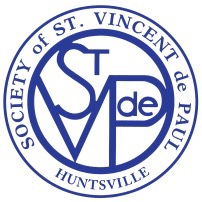 SOCIETY of ST. VINCENT de PAUL
ST
V de P
HUNTSVILLE